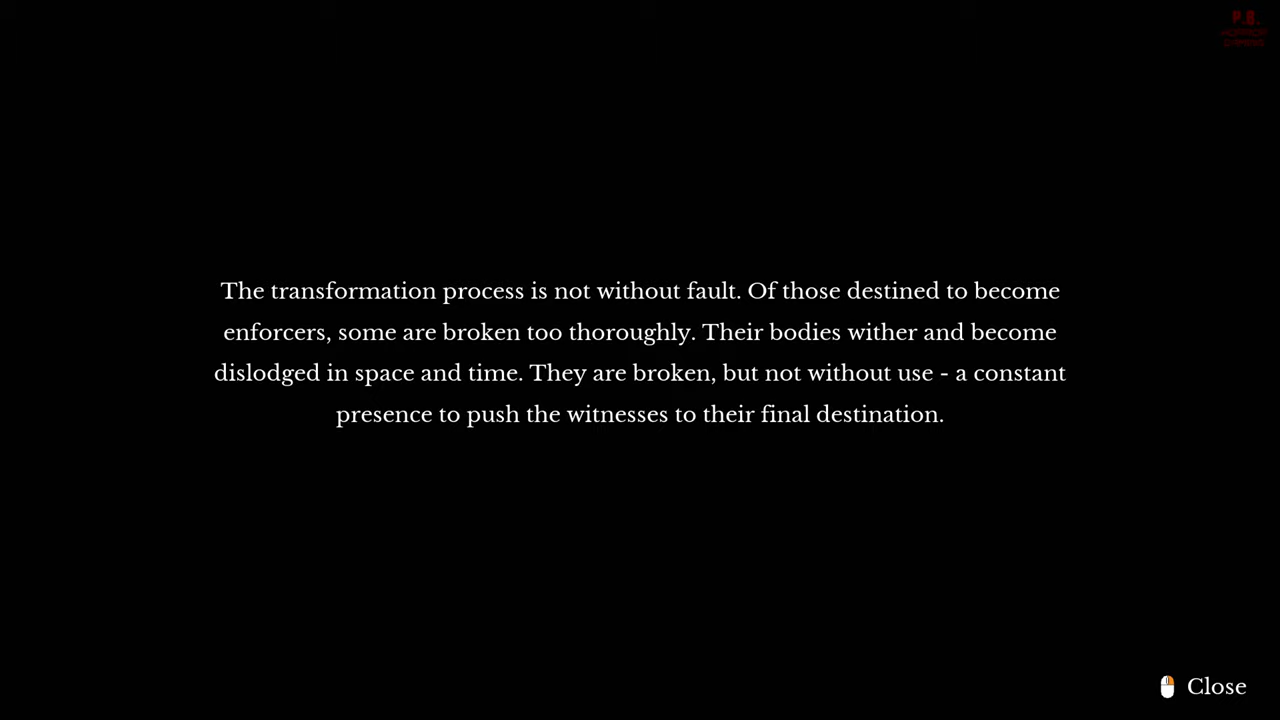 P.B.
The transformation process is not without fault. Of those destined to become
enforcers, some are broken too thoroughly. Their bodies wither and become
dislodged in space and time. They are broken, but not without use - a constant
presence to push the witnesses to their final destination.
Close